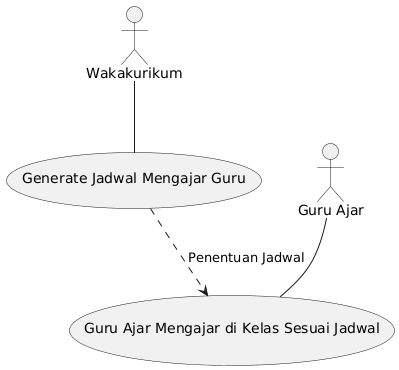 Wakakurikum
Generate Jadwal Mengajar Guru
Guru Ajar
Penentuan Jadwal
Guru Ajar Mengajar di Kelas Sesuai Jadwal